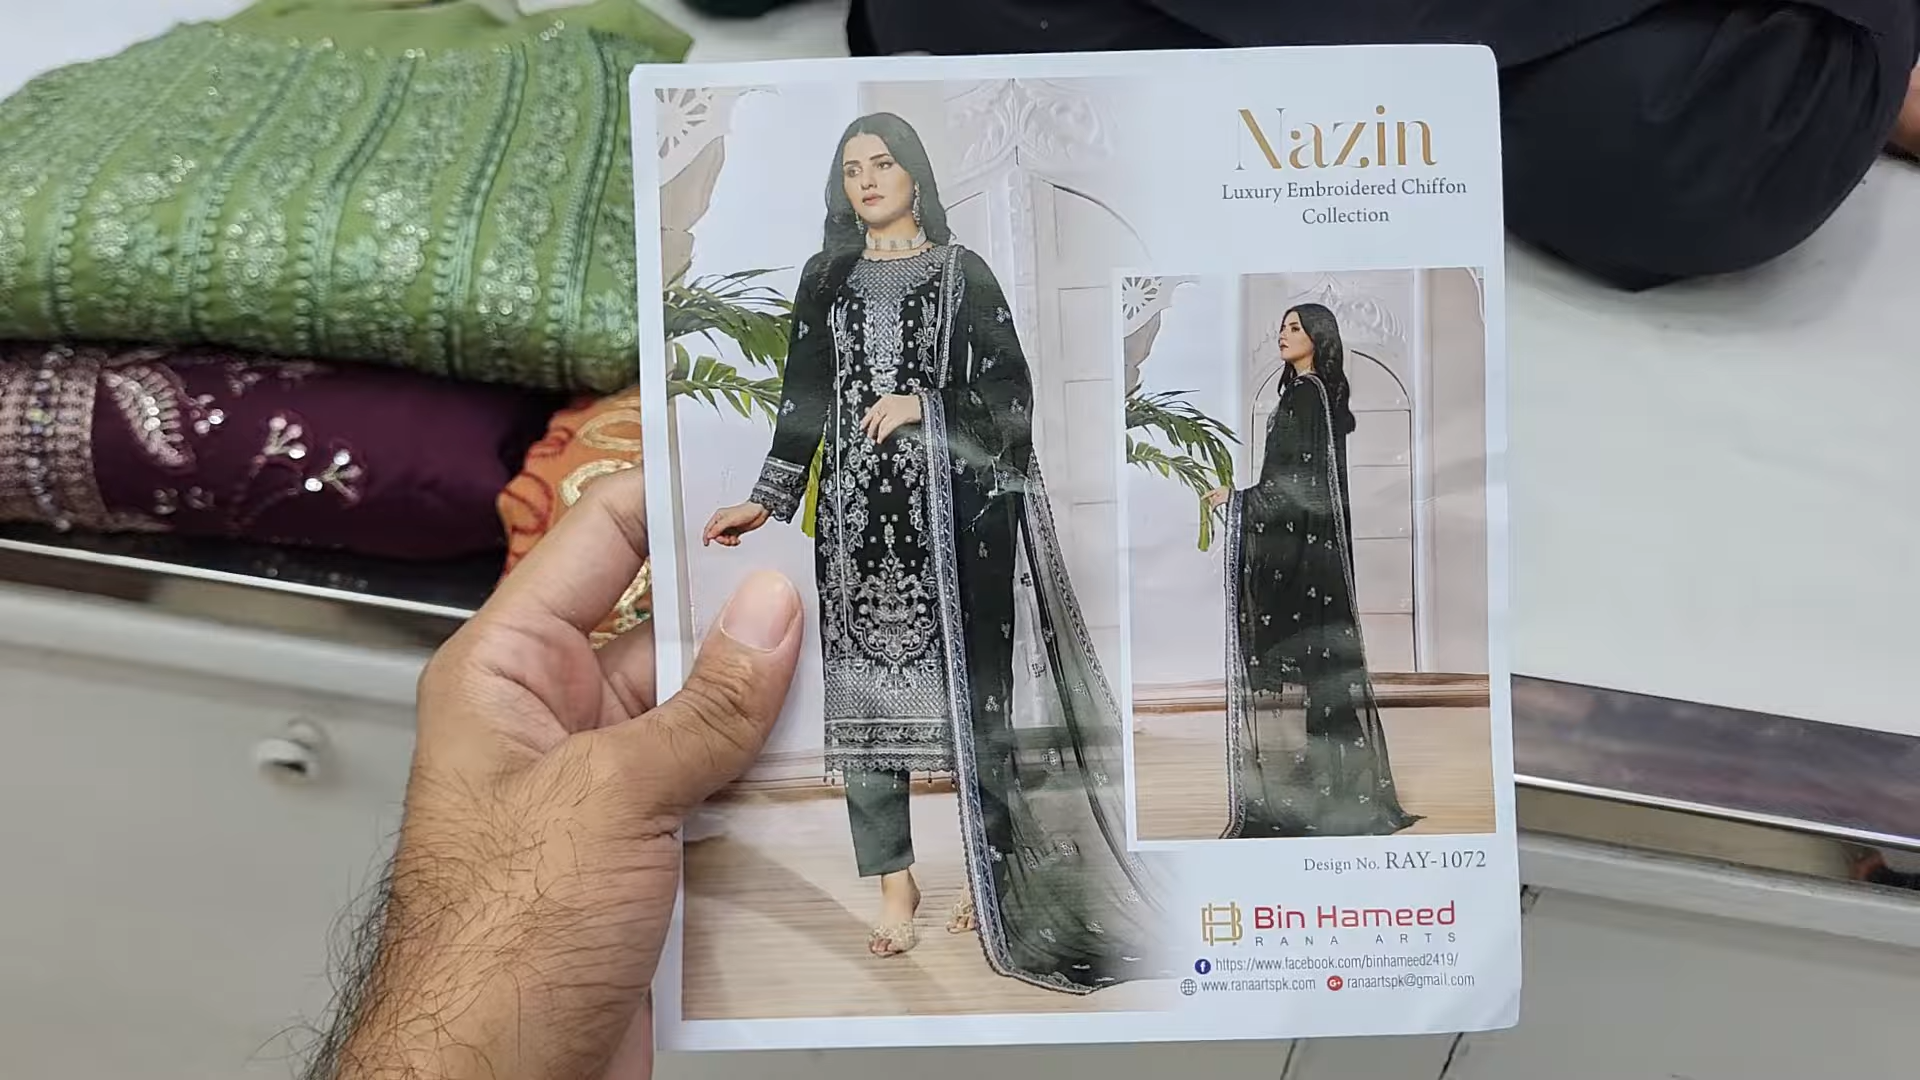 Nazin
Luxury Embroidered Chiffon
Collection
Design No. RAY-1072
Bin Hameed
RANA ARTS
https://www.facebook.com/binhameed2419/
www.ranaartspk.com ranaartspk@gmail.com